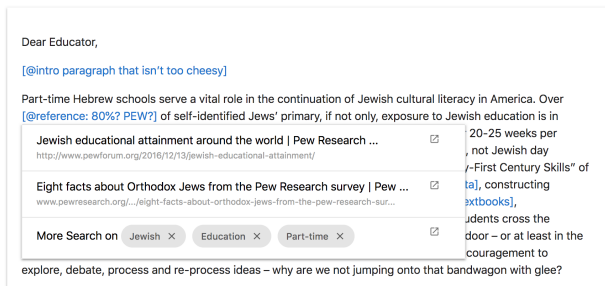 Dear Educator,
[@intro paragraph that isn't too cheesy]
Part-time Hebrew schools serve a vital role in the continuation of Jewish cultural literacy in America. Over
[@reference: 80%? PEW?] of self-identified Jews' primary, if not only, exposure to Jewish education is in
20-25 weeks per
Jewish educational attainment around the world | Pew Research ...
, not Jewish day
http://www.pewforum.org/2016/12/13/jewish-educational-attainment/
y-First Century Skills" of
Eight facts about Orthodox Jews from the Pew Research survey | Pew ...
ta], constructing
www.pewresearch.org/.../eight-facts-about-orthodox-jews-from-the-pew-research-sur...
extbooks],
udents cross the
More Search on Jewish X Education X Part-time X
door – or at least in the
couragement to
explore, debate, process and re-process ideas – why are we not jumping onto that bandwagon with glee?